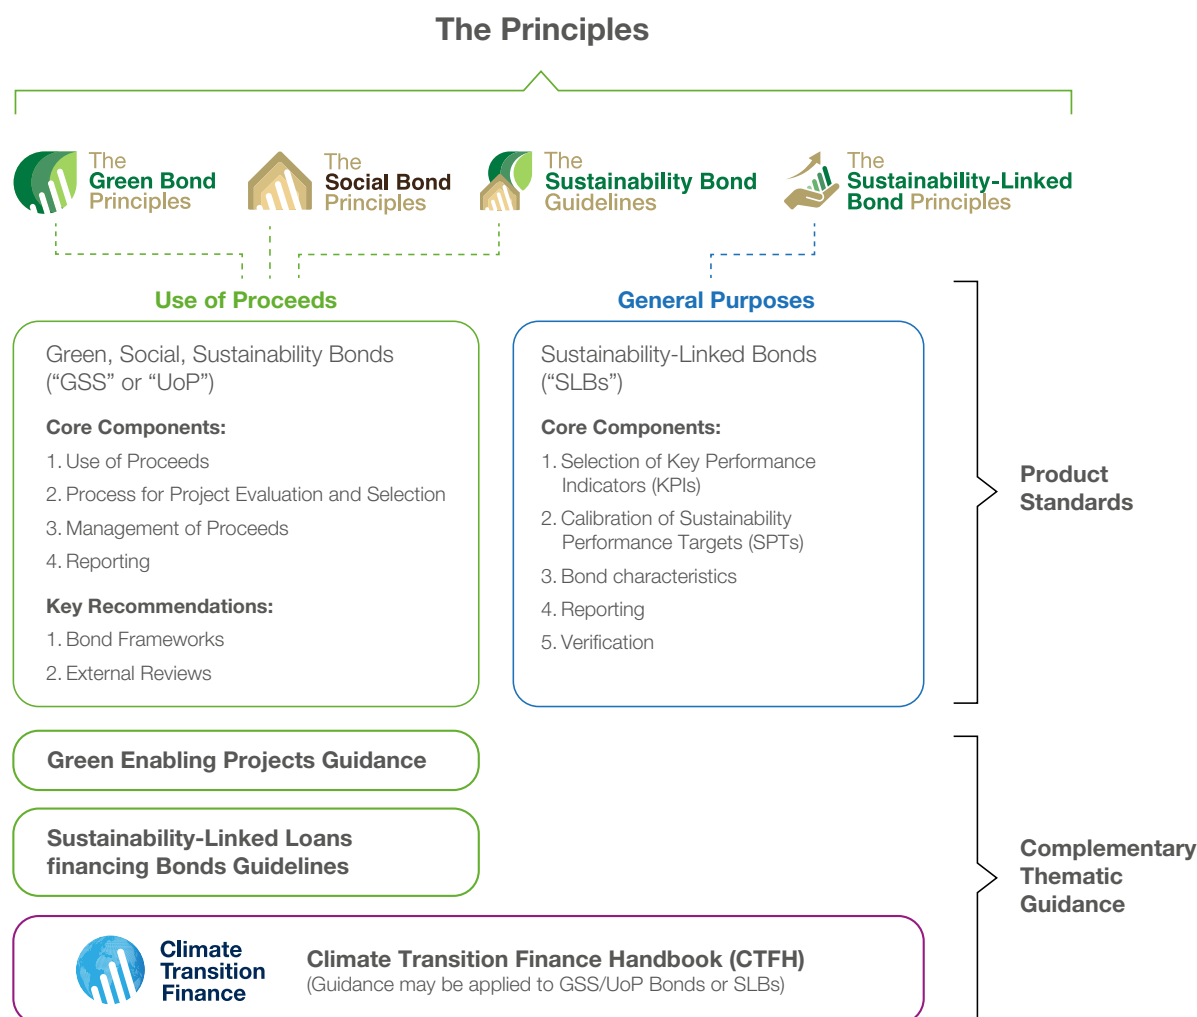 The Principles
The
Green Bond
Principles
The
Social Bond
Principles
The
Sustainability Bond
Guidelines
The
Sustainability-Linked
Bond Principles
Use of Proceeds
Green, Social, Sustainability Bonds
(“GSS” or “UoP”)
Core Components:
1. Use of Proceeds
2. Process for Project Evaluation and Selection
3. Management of Proceeds
4. Reporting
Key Recommendations:
1. Bond Frameworks
2. External Reviews
General Purposes
Sustainability-Linked Bonds
(“SLBs”)
Core Components:
1. Selection of Key Performance
Indicators (KPIs)
2. Calibration of Sustainability
Performance Targets (SPTs)
3. Bond characteristics
4. Reporting
5. Verification
Product
Standards
Green Enabling Projects Guidance
Sustainability-Linked Loans
financing Bonds Guidelines
Climate
Transition
Finance
Climate Transition Finance Handbook (CTFH)
(Guidance may be applied to GSS/UoP Bonds or SLBs)
Complementary
Thematic
Guidance